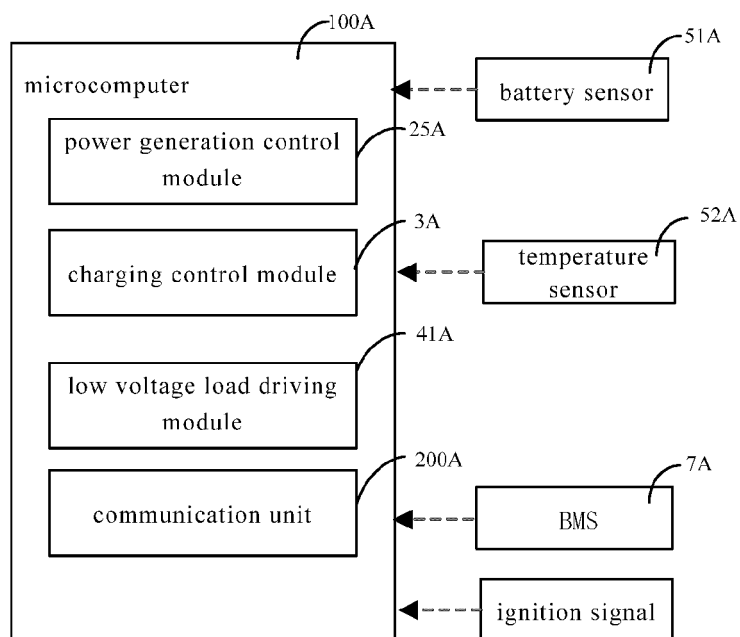 100A
microcomputer
power generation control
module
25A
charging control module
3A
low voltage load driving
module
41A
communication unit
200A
51A
battery sensor
52A
temperature
sensor
7A
BMS
ignition signal